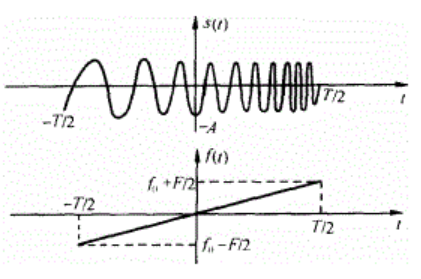 s(t)
-T/2
T/2
t
-A
f(t)
f₀+F/2
-T/2
t
T/2
f₀-F/2